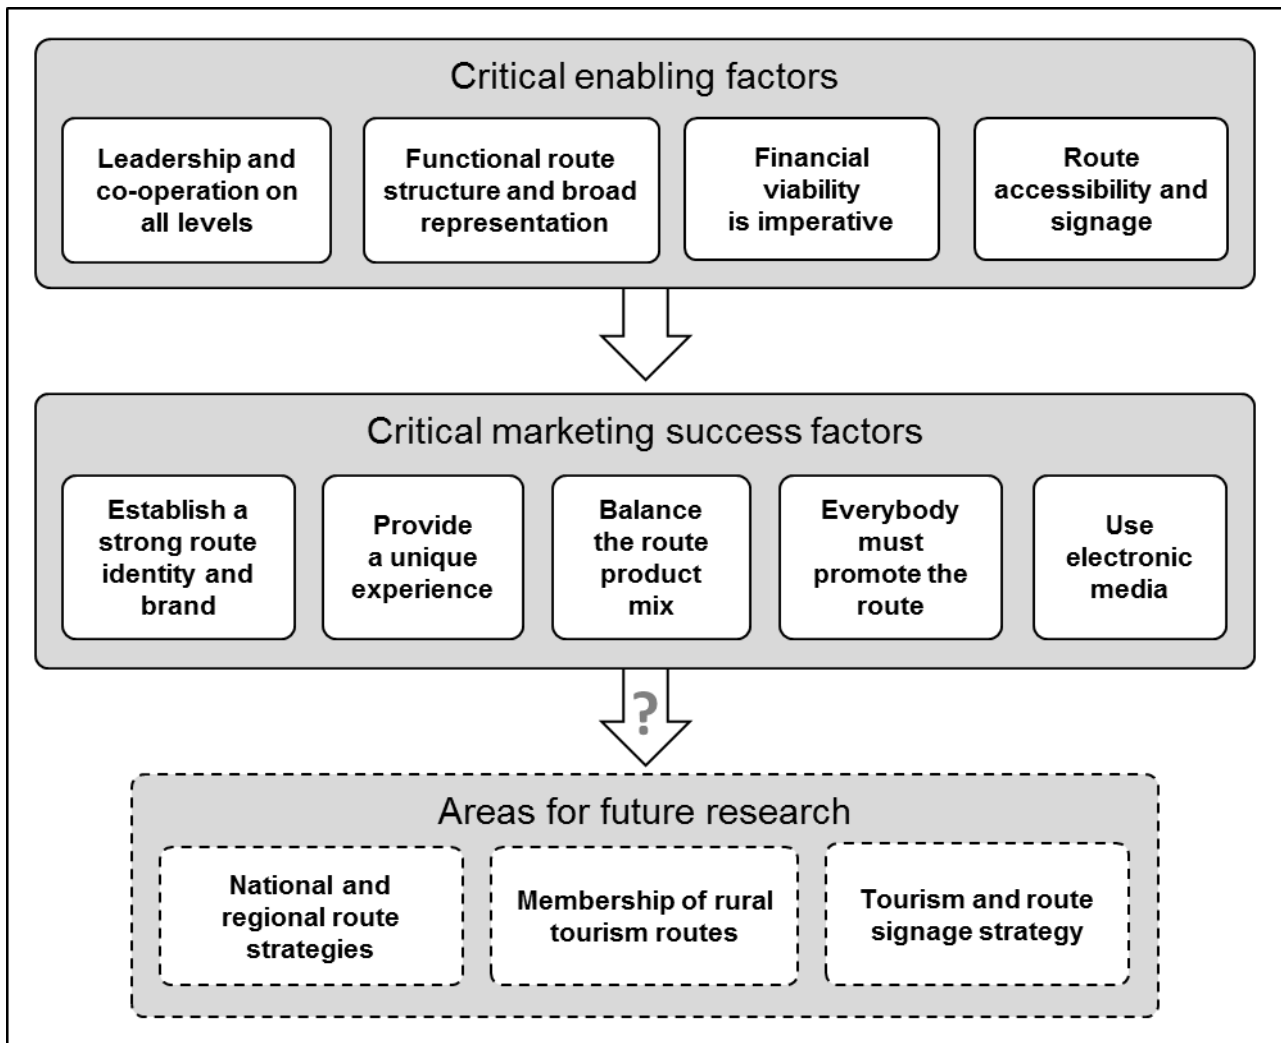 Critical enabling factors
Leadership and
co-operation on
all levels
Functional route
structure and broad
representation
Financial
viability
is imperative
Route
accessibility and
signage
Critical marketing success factors
Establish a
strong route
identity and
brand
Provide
a unique
experience
Balance
the route
product
mix
Everybody
must
promote the
route
Use
electronic
media
?
Areas for future research
National and
regional route
strategies
Membership of rural
tourism routes
Tourism and route
signage strategy